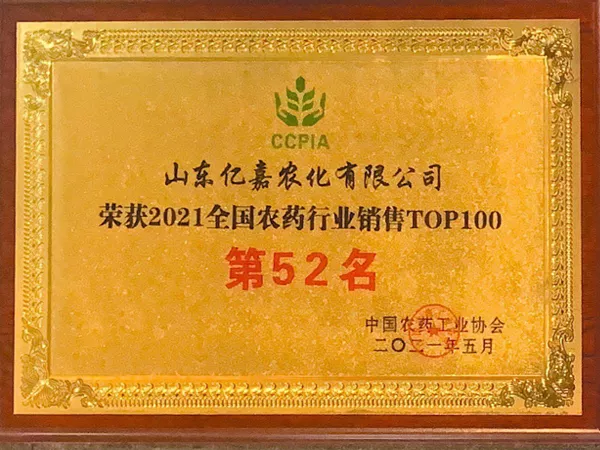 CCPIA
山东亿嘉农化有限公司
荣获2021全国农药行业销售TOP100
第52名
中国农药工业协会
二〇二一年五月